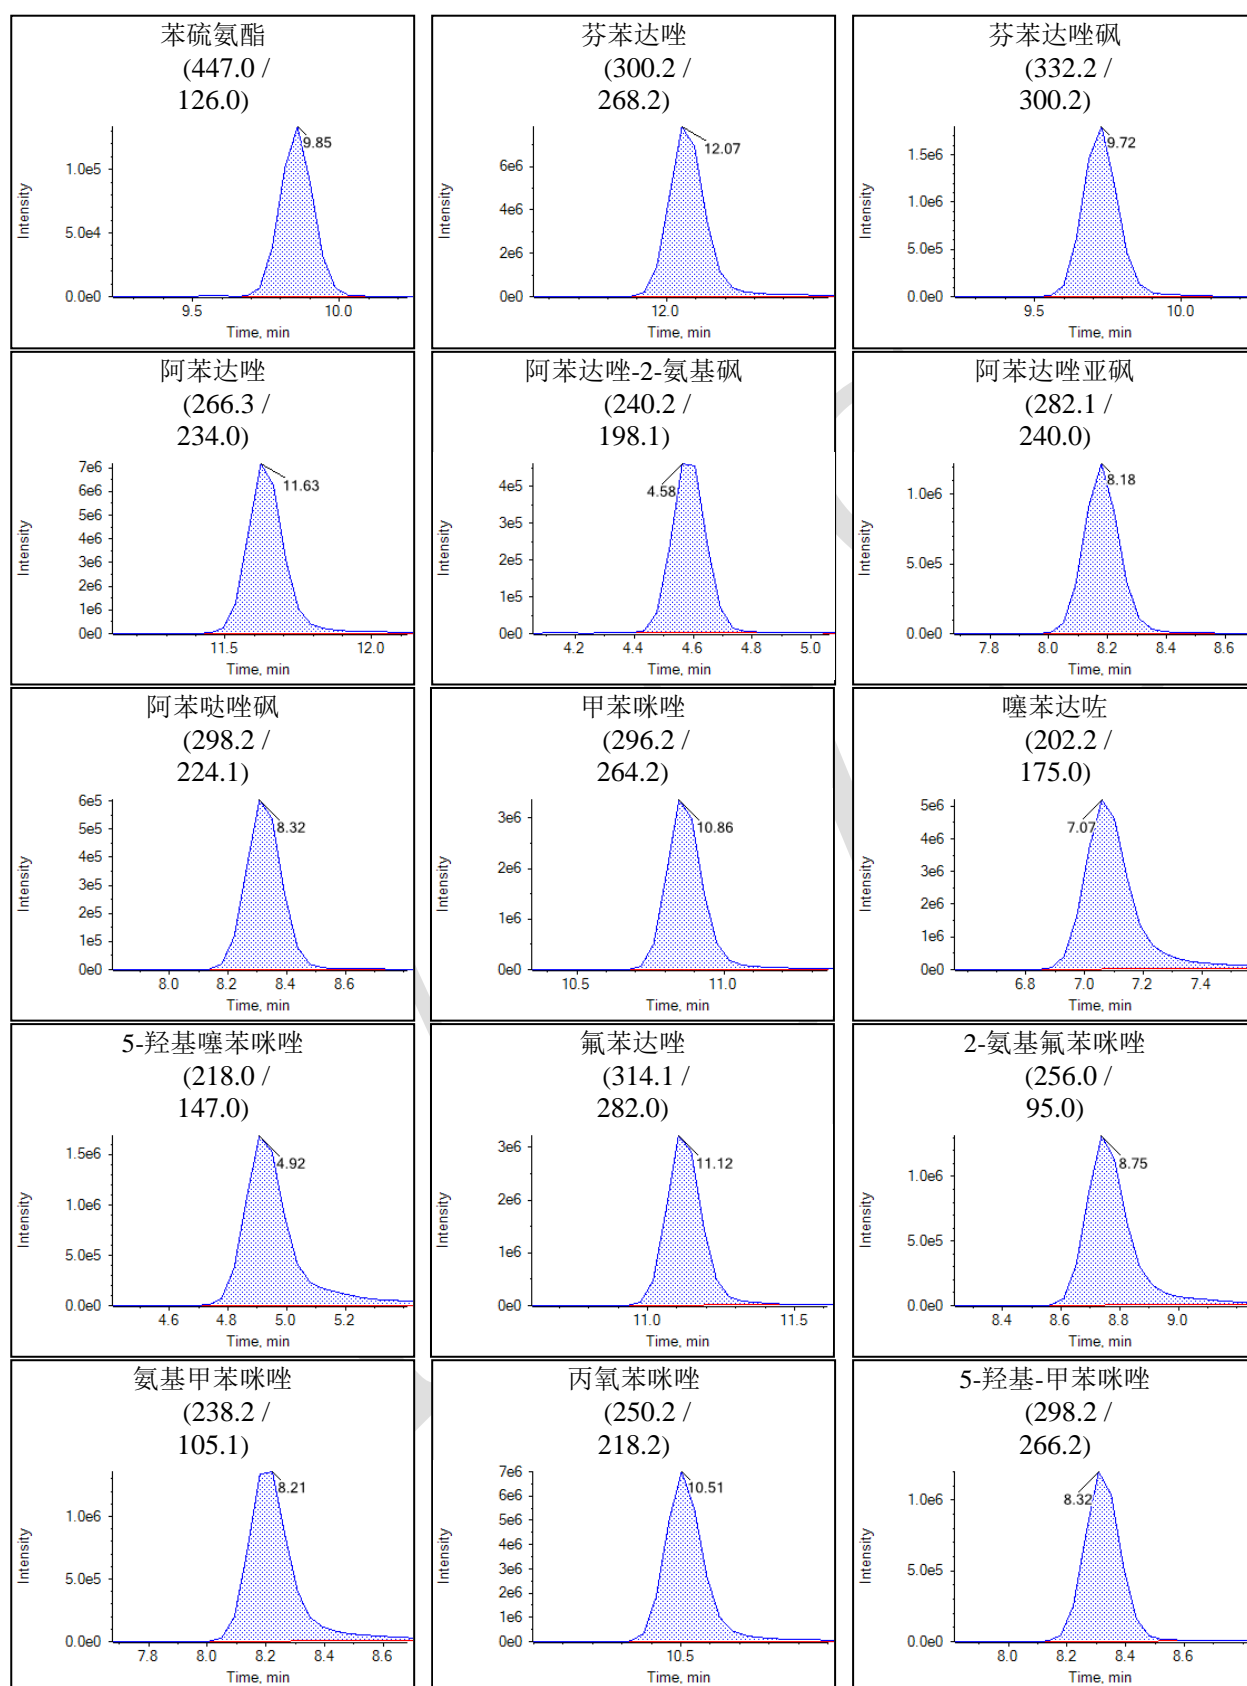 苯硫氨酯
(447.0 /
126.0)
9.85
1.0e5
5.0e4
0.0e0
Intensity
9.5 10.0
Time, min
芬苯达唑
(300.2 /
268.2)
12.07
6e6
4e6
2e6
0e0
Intensity
12.0
Time, min
芬苯达唑砜
(332.2 /
300.2)
9.72
1.5e6
1.0e6
5.0e5
0.0e0
Intensity
9.5 10.0
Time, min
阿苯达唑
(266.3 /
234.0)
11.63
7e6
6e6
5e6
4e6
3e6
2e6
1e6
0e0
Intensity
11.5 12.0
Time, min
阿苯达唑-2-氨基砜
(240.2 /
198.1)
4.58
4e5
3e5
2e5
1e5
0e0
Intensity
4.2 4.4 4.6 4.8 5.0
Time, min
阿苯达唑亚砜
(282.1 /
240.0)
8.18
1.0e6
5.0e5
0.0e0
Intensity
7.8 8.0 8.2 8.4 8.6
Time, min
阿苯哒唑砜
(298.2 /
224.1)
8.32
6e5
5e5
4e5
3e5
2e5
1e5
0e0
Intensity
8.0 8.2 8.4 8.6
Time, min
甲苯咪唑
(296.2 /
264.2)
10.86
3e6
2e6
1e6
0e0
Intensity
10.5 11.0
Time, min
噻苯达咗
(202.2 /
175.0)
7.07
5e6
4e6
3e6
2e6
1e6
0e0
Intensity
6.8 7.0 7.2 7.4
Time, min
5-羟基噻苯咪唑
(218.0 /
147.0)
4.92
1.5e6
1.0e6
5.0e5
0.0e0
Intensity
4.6 4.8 5.0 5.2
Time, min
氟苯达唑
(314.1 /
282.0)
11.12
3e6
2e6
1e6
0e0
Intensity
11.0 11.5
Time, min
2-氨基氟苯咪唑
(256.0 /
95.0)
8.75
1.0e6
5.0e5
0.0e0
Intensity
8.4 8.6 8.8 9.0
Time, min
氨基甲苯咪唑
(238.2 /
105.1)
8.21
1.0e6
5.0e5
0.0e0
Intensity
7.8 8.0 8.2 8.4 8.6
Time, min
丙氧苯咪唑
(250.2 /
218.2)
10.51
7e6
6e6
5e6
4e6
3e6
2e6
1e6
0e0
Intensity
10.5
Time, min
5-羟基-甲苯咪唑
(298.2 /
266.2)
8.32
1.0e6
5.0e5
0.0e0
Intensity
8.0 8.2 8.4 8.6
Time, min